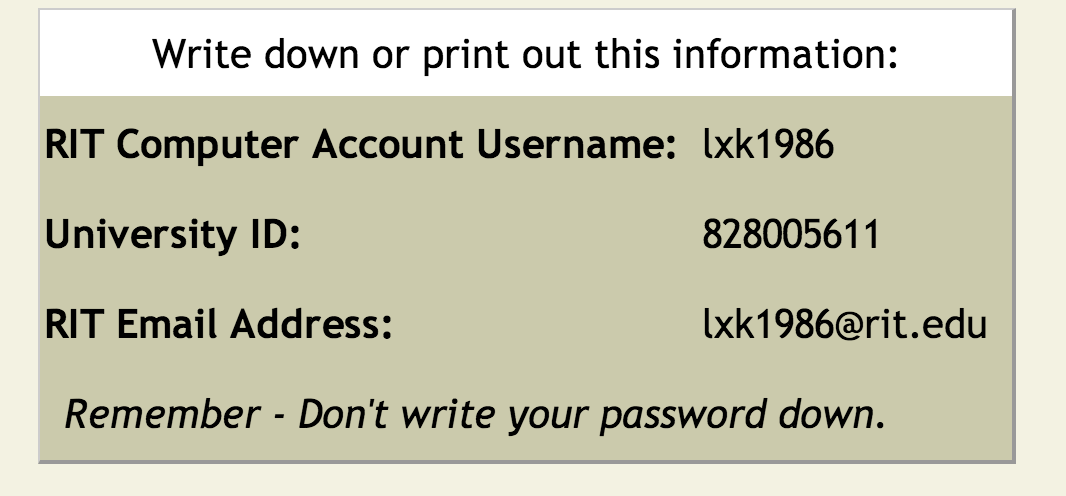 Write down or print out this information:
RIT Computer Account Username: lxk1986
University ID: 828005611
RIT Email Address: lxk1986@rit.edu
Remember - Don't write your password down.